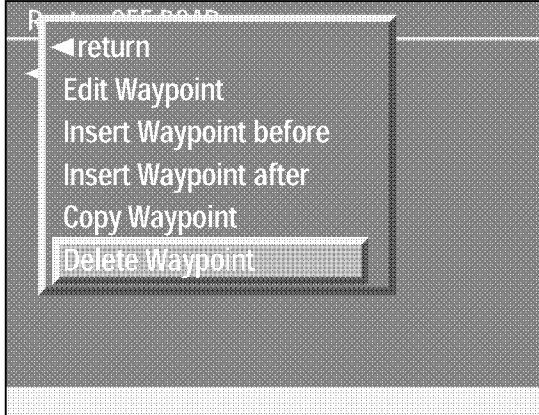 return
Edit Waypoint
Insert Waypoint before
Insert Waypoint after
Copy Waypoint
Delete Waypoint